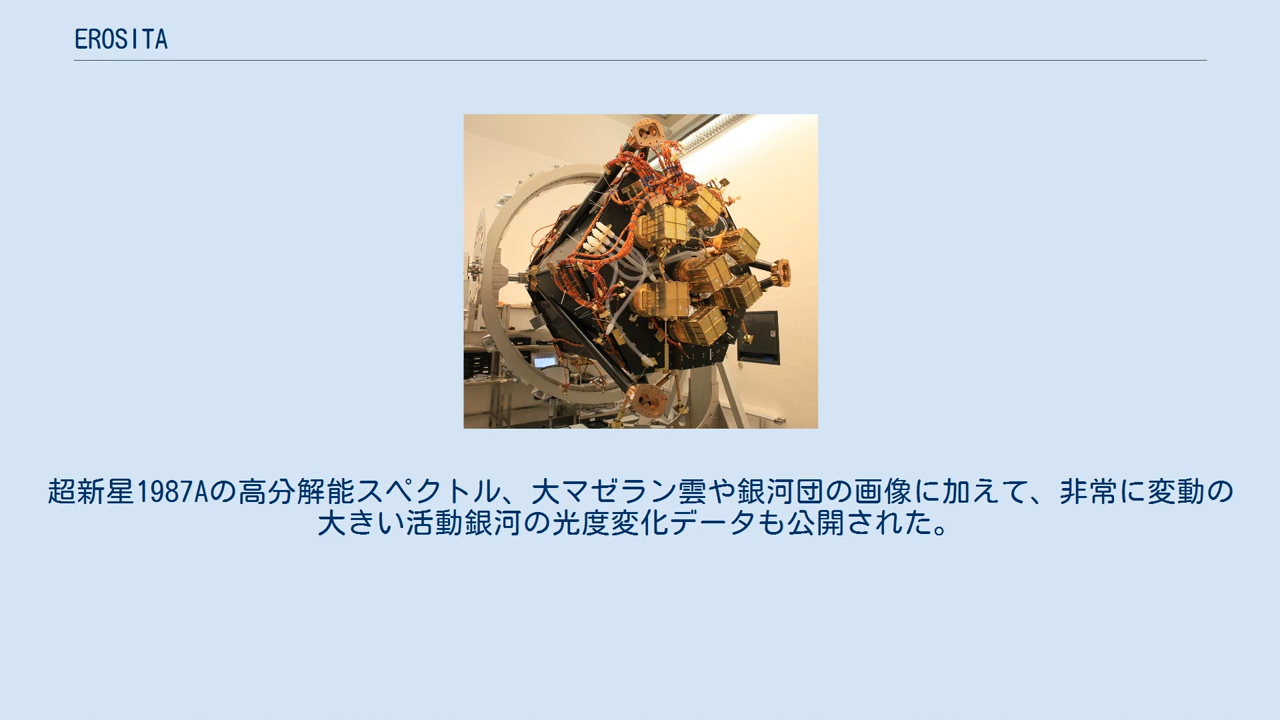 EROSITA
超新星1987Aの高分解能スペクトル、大マゼラン雲や銀河団の画像に加えて、非常に変動の
大きい活動銀河の光度変化データも公開された。